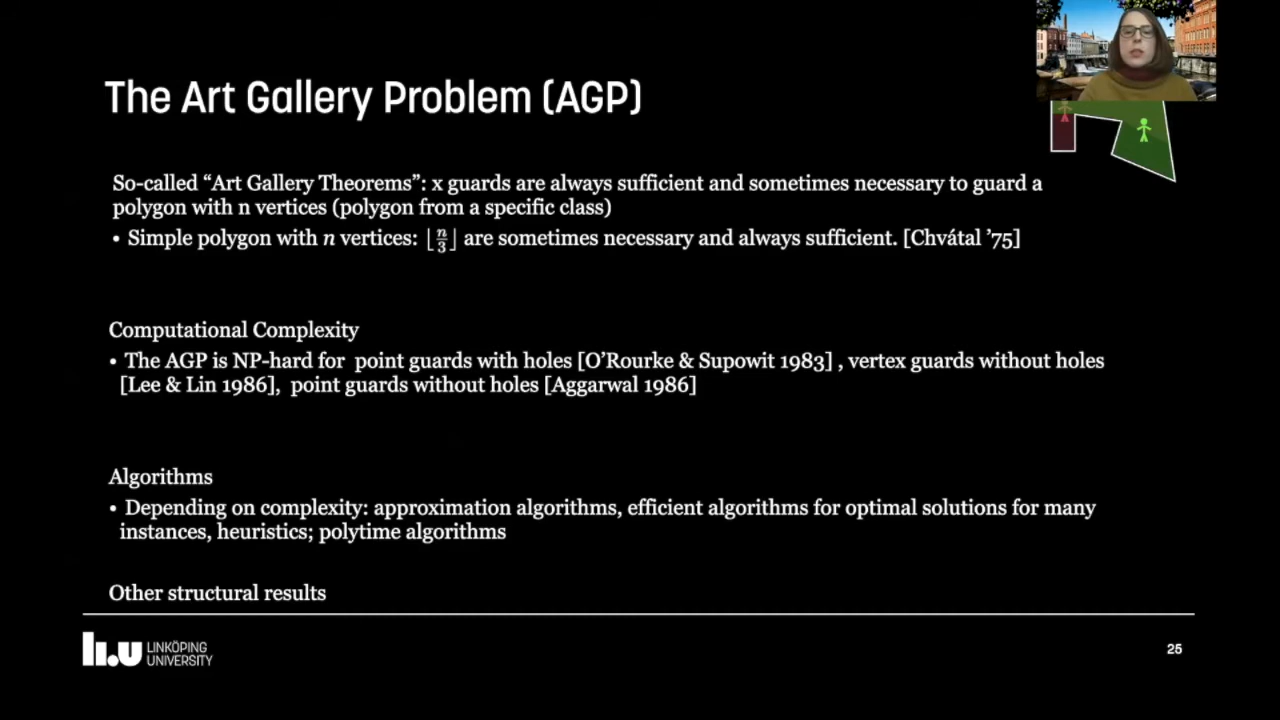 The Art Gallery Problem (AGP)
So-called “Art Gallery Theorems”: x guards are always sufficient and sometimes necessary to guard a
polygon with n vertices (polygon from a specific class)
• Simple polygon with n vertices: ⌊n/3⌋ are sometimes necessary and always sufficient. [Chvátal ’75]
Computational Complexity
• The AGP is NP-hard for point guards with holes [O’Rourke & Supowit 1983] , vertex guards without holes
[Lee & Lin 1986], point guards without holes [Aggarwal 1986]
Algorithms
• Depending on complexity: approximation algorithms, efficient algorithms for optimal solutions for many
instances, heuristics; polytime algorithms
Other structural results
li.u LINKÖPING
UNIVERSITY
25